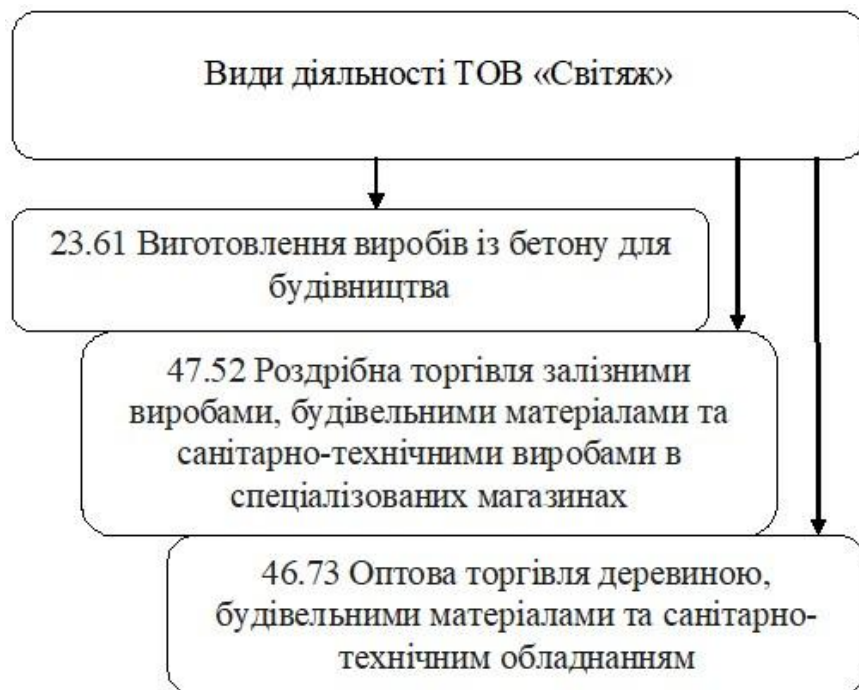 Види діяльності ТОВ «Світяж»
23.61 Виготовлення виробів із бетону для
будівництва
47.52 Роздрібна торгівля залізними
виробами, будівельними матеріалами та
санітарно-технічними виробами в
спеціалізованих магазинах
46.73 Оптова торгівля деревиною,
будівельними матеріалами та санітарно-
технічним обладнанням